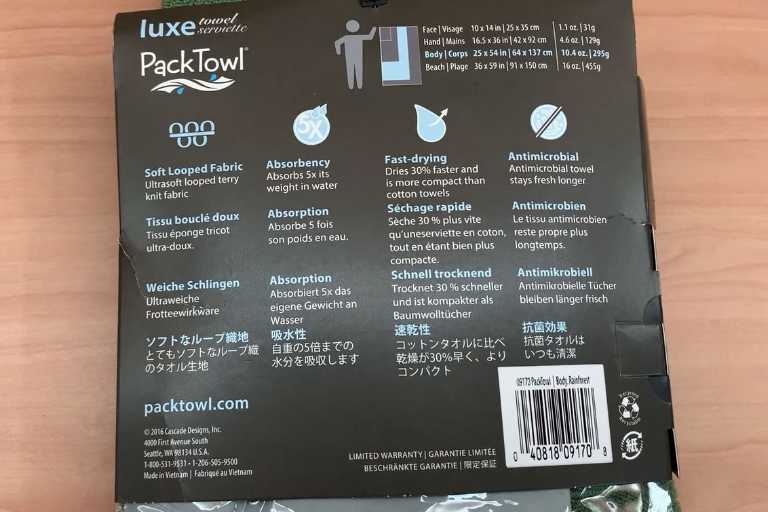 luxe towel
serviette
PackTowl®
Face | Visage 10 x 14 in | 25 x 35 cm 1.1 oz | 31g
Hand | Mains 16.5 x 36 in | 42 x 92 cm 4.6 oz | 129g
Body | Corps 25 x 54 in | 64 x 137 cm 10.4 oz | 295g
Beach | Plage 36 x 59 in | 91 x 150 cm 16 oz | 455g
5X
Soft Looped Fabric
Ultrasoft looped terry
knit fabric
Absorbency
Absorbs 5x its
weight in water
Fast-drying
Dries 30% faster and
is more compact than
cotton towels
Antimicrobial
Antimicrobial towel
stays fresh longer
Tissu bouclé doux
Tissu éponge tricot
ultra-doux.
Absorption
Absorbe 5 fois
son poids en eau.
Séchage rapide
Sèche 30 % plus vite
qu'uneserviette en coton,
tout en étant bien plus
compacte.
Antimicrobien
Le tissu antimicrobien
reste propre plus
longtemps.
Weiche Schlingen
Ultraweiche
Frotteewirkware
Absorption
Absorbiert 5x das
eigene Gewicht an
Wasser
Schnell trocknend
Trocknet 30 % schneller
und ist kompakter als
Baumwolltücher
Antimikrobiell
Antimikrobielle Tücher
bleiben länger frisch
ソフトなループ織地
とてもソフトなループ織
のタオル生地
吸水性
自重の5倍までの
水分を吸収します
速乾性
コットンタオルに比べ
乾燥が30%早く、より
コンパクト
抗菌効果
抗菌タオルは
いつも清潔
packtowl.com
© 2016 Cascade Designs, Inc.
4000 First Avenue South
Seattle, WA 98134 U.S.A.
1-800-531-9531 • 1-206-505-9500
Made in Vietnam | Fabriqué au Vietnam
LIMITED WARRANTY | GARANTIE LIMITÉE
BESCHRÄNKTE GARANTIE | 限定保証
09173 PackTowl | Body, Rainforest
0 40818 09170 8
紙